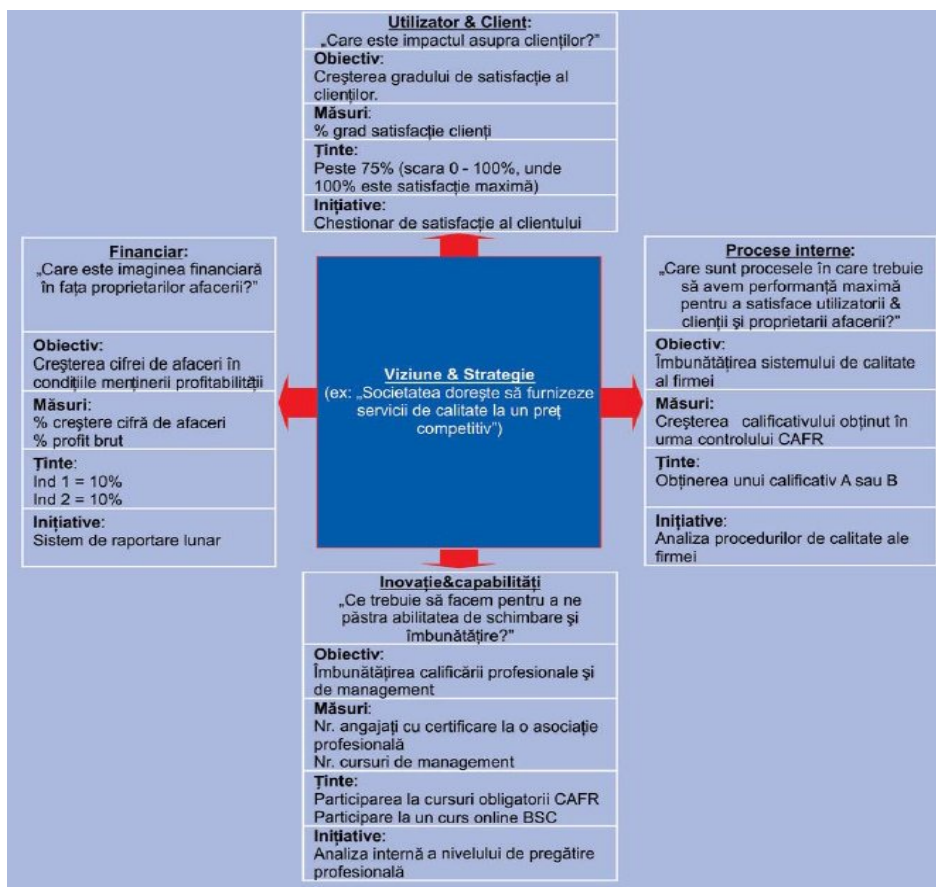 Utilizator & Client:
„Care este impactul asupra clienților?”
Obiectiv:
Creșterea gradului de satisfacție al
clienților.
Măsuri:
% grad satisfacție clienți
Ținte:
Peste 75% (scara 0 - 100%, unde
100% este satisfacție maximă)
Inițiative:
Chestionar de satisfacție al clientului
Financiar:
„Care este imaginea financiară
în fața proprietarilor afacerii?”
Obiectiv:
Creșterea cifrei de afaceri în
condițiile menținerii profitabilității
Măsuri:
% creștere cifră de afaceri
% profit brut
Ținte:
Ind 1 = 10%
Ind 2 = 10%
Inițiative:
Sistem de raportare lunar
Viziune & Strategie
(ex: „Societatea dorește să furnizeze
servicii de calitate la un preț
competitiv”)
Procese interne:
„Care sunt procesele în care trebuie
să avem performanță maximă
pentru a satisface utilizatorii &
clienții și proprietarii afacerii?”
Obiectiv:
Îmbunătățirea sistemului de calitate
al firmei
Măsuri:
Creșterea calificativului obținut în
urma controlului CAFR
Ținte:
Obținerea unui calificativ A sau B
Inițiative:
Analiza procedurilor de calitate ale
firmei
Inovație&capabilități
„Ce trebuie să facem pentru a ne
păstra abilitatea de schimbare și
îmbunătățire?”
Obiectiv:
Îmbunătățirea calificării profesionale și
de management
Măsuri:
Nr. angajați cu certificare la o asociație
profesională
Nr. cursuri de management
Ținte:
Participarea la cursuri obligatorii CAFR
Participare la un curs online BSC
Inițiative:
Analiza internă a nivelului de pregătire
profesională